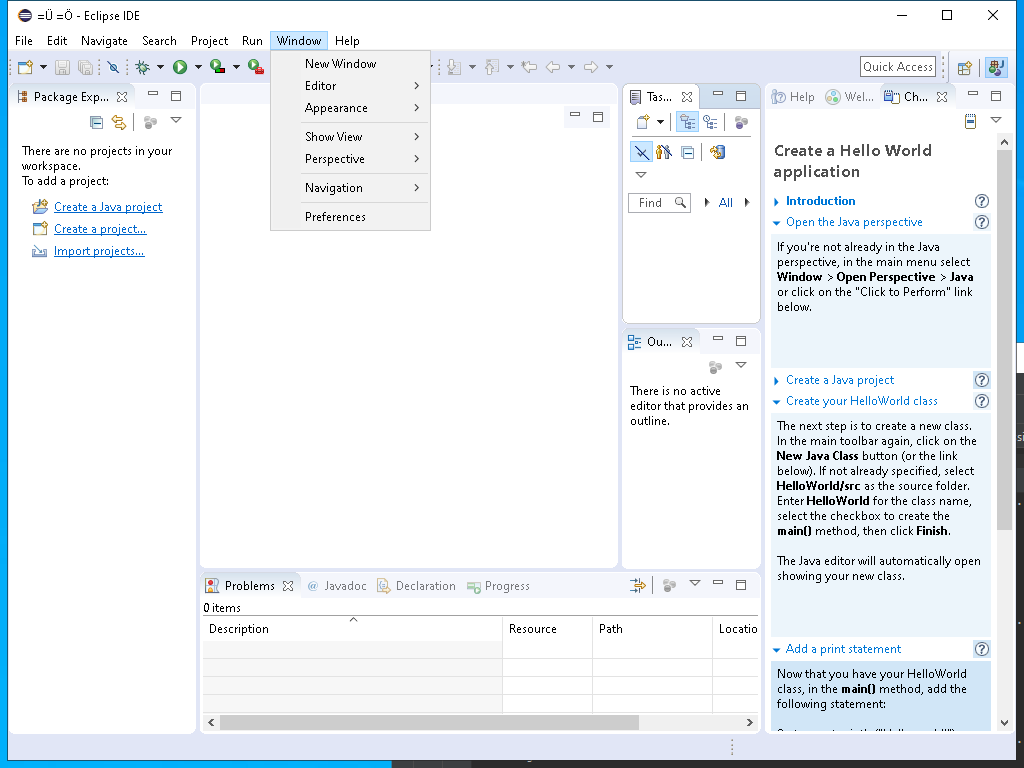 =Ü =Ö - Eclipse IDE
File Edit Navigate Search Project Run Window Help
New Window
Editor
Appearance
Show View
Perspective
Navigation
Preferences
Quick Access
Package Exp...
There are no projects in your
workspace.
To add a project:
Create a Java project
Create a project...
Import projects...
Tas...
Find All
Ou...
There is no active
editor that provides an
outline.
Help Wel... Ch...
Create a Hello World
application
Introduction
Open the Java perspective
If you're not already in the Java
perspective, in the main menu select
Window > Open Perspective > Java
or click on the "Click to Perform" link
below.
Create a Java project
Create your HelloWorld class
The next step is to create a new class.
In the main toolbar again, click on the
New Java Class button (or the link
below). If not already specified, select
HelloWorld/src as the source folder.
Enter HelloWorld for the class name,
select the checkbox to create the
main() method, then click Finish.
The Java editor will automatically open
showing your new class.
Add a print statement
Now that you have your HelloWorld
class, in the main() method, add the
following statement:
Problems @ Javadoc Declaration Progress
0 items
Description Resource Path Locatio